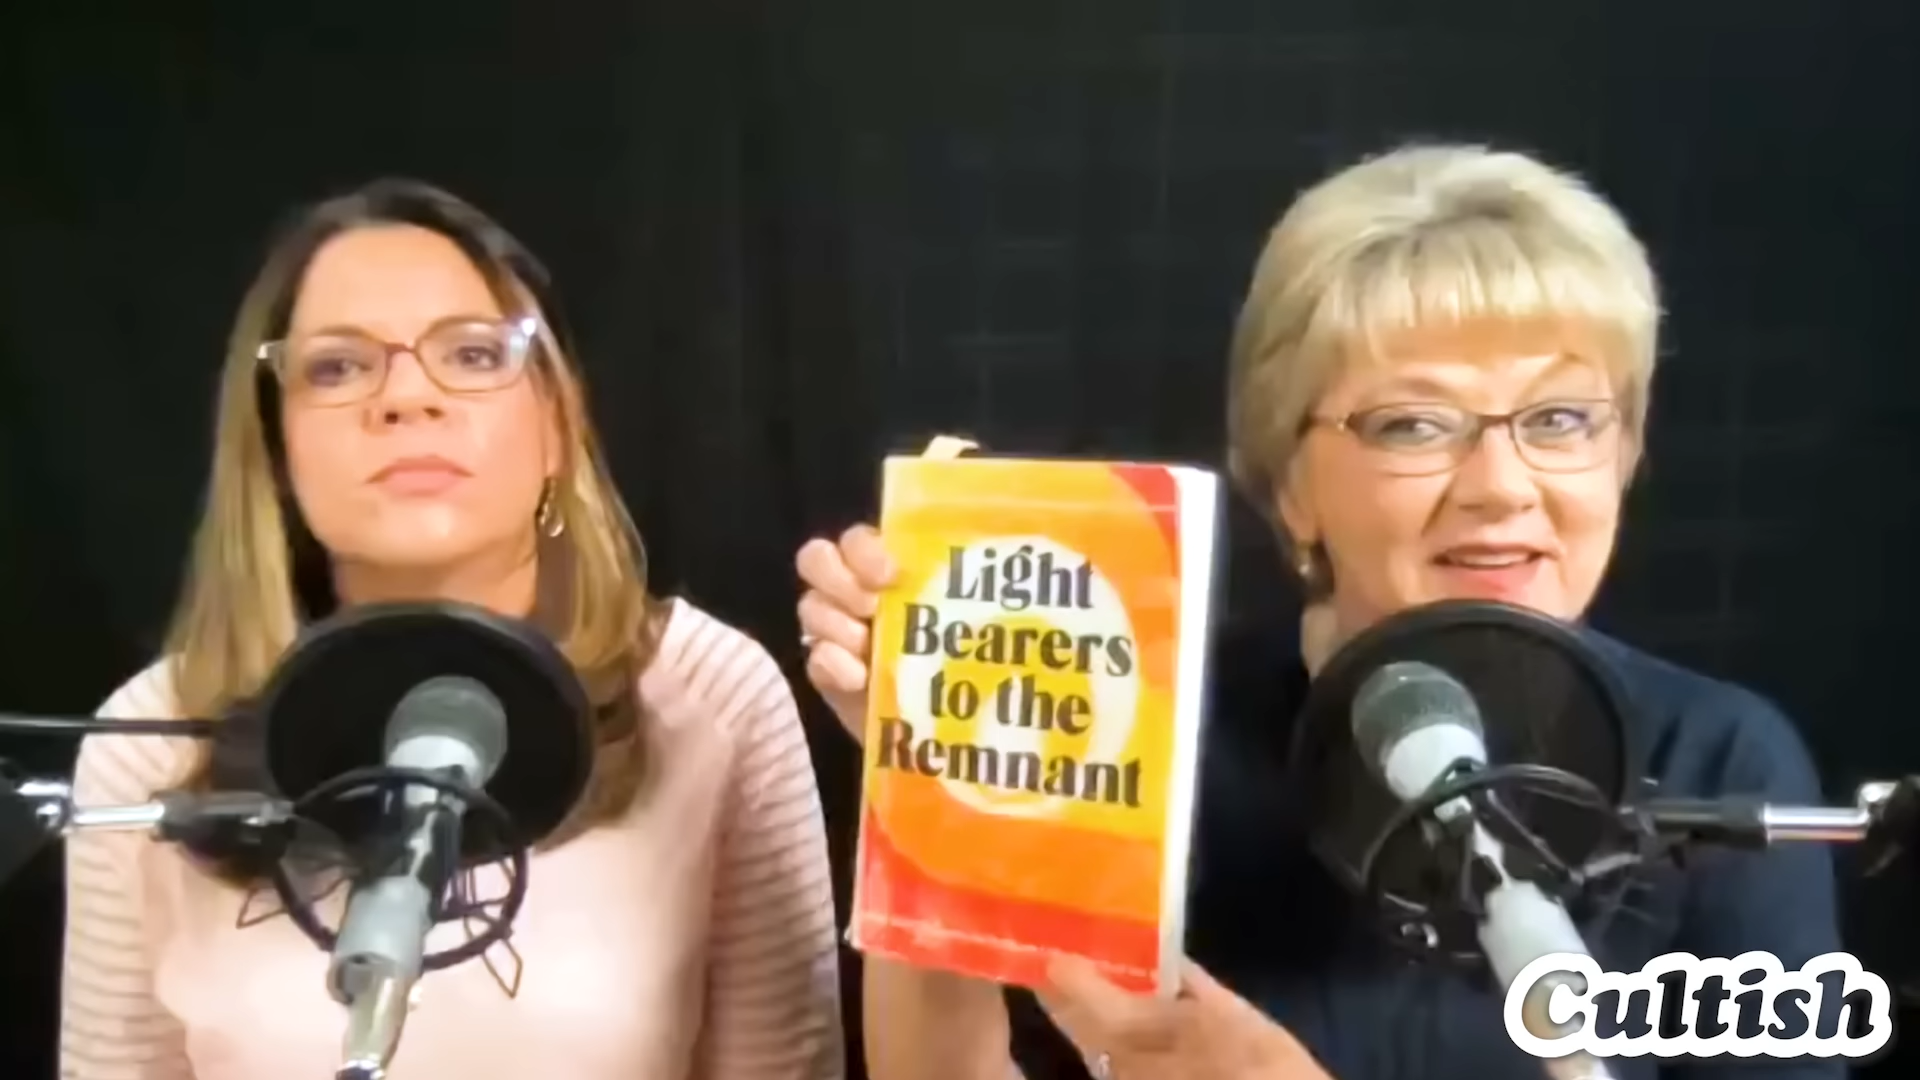 Light
Bearers
to the
Remnant
Cultish